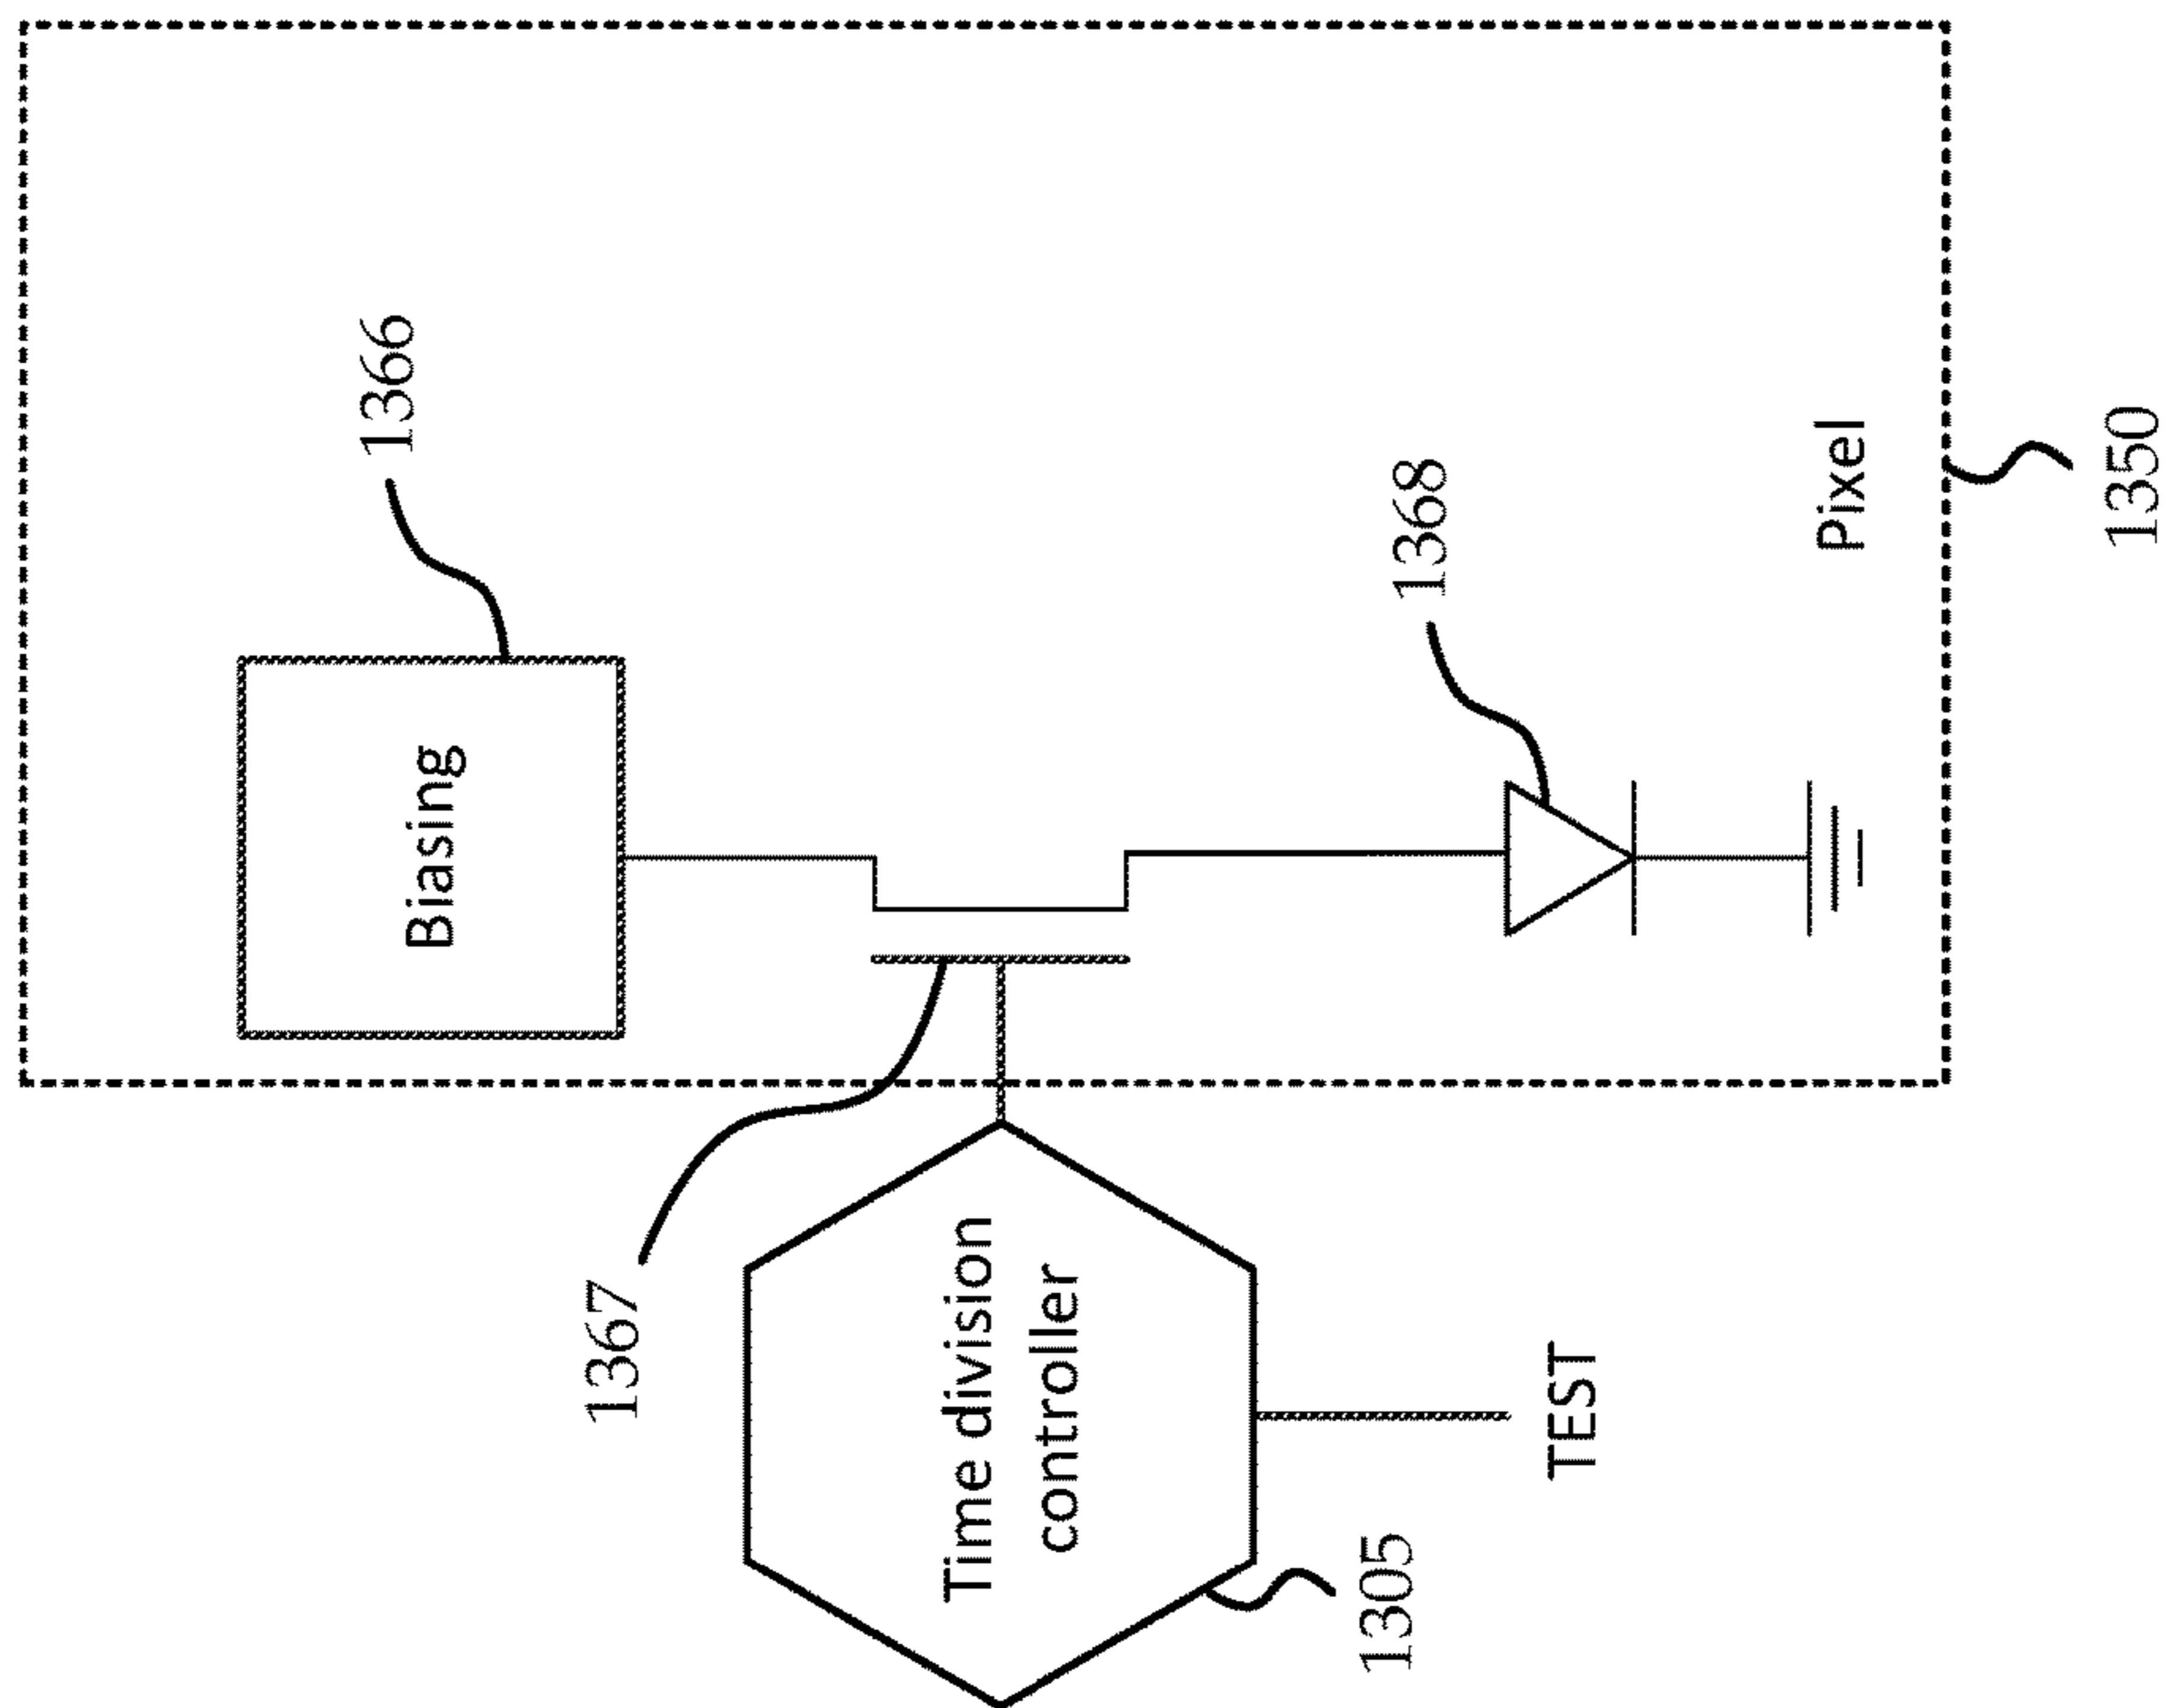 Biasing
1366
1367
Time division
controller
1305
TEST
1368
Pixel
1350